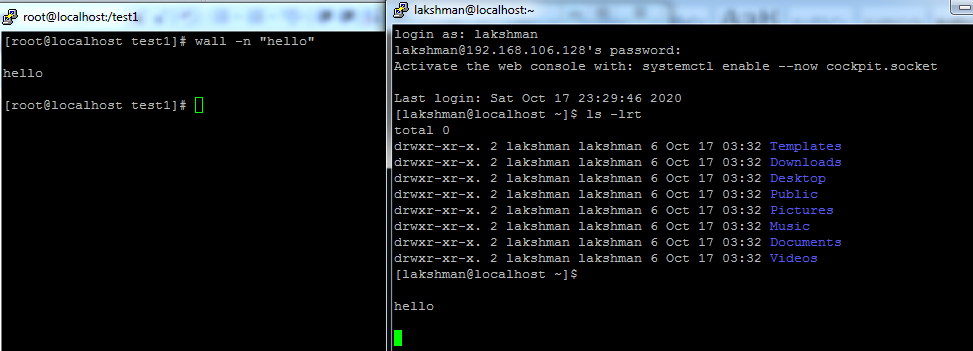 root@localhost:/test1
[root@localhost test1]# wall -n "hello"
hello
[root@localhost test1]#
lakshman@localhost:~
login as: lakshman
lakshman@192.168.106.128's password:
Activate the web console with: systemctl enable --now cockpit.socket
Last login: Sat Oct 17 23:29:46 2020
[lakshman@localhost ~]$ ls -lrt
total 0
drwxr-xr-x. 2 lakshman lakshman 6 Oct 17 03:32 Templates
drwxr-xr-x. 2 lakshman lakshman 6 Oct 17 03:32 Downloads
drwxr-xr-x. 2 lakshman lakshman 6 Oct 17 03:32 Desktop
drwxr-xr-x. 2 lakshman lakshman 6 Oct 17 03:32 Public
drwxr-xr-x. 2 lakshman lakshman 6 Oct 17 03:32 Pictures
drwxr-xr-x. 2 lakshman lakshman 6 Oct 17 03:32 Music
drwxr-xr-x. 2 lakshman lakshman 6 Oct 17 03:32 Documents
drwxr-xr-x. 2 lakshman lakshman 6 Oct 17 03:32 Videos
[lakshman@localhost ~]$
hello